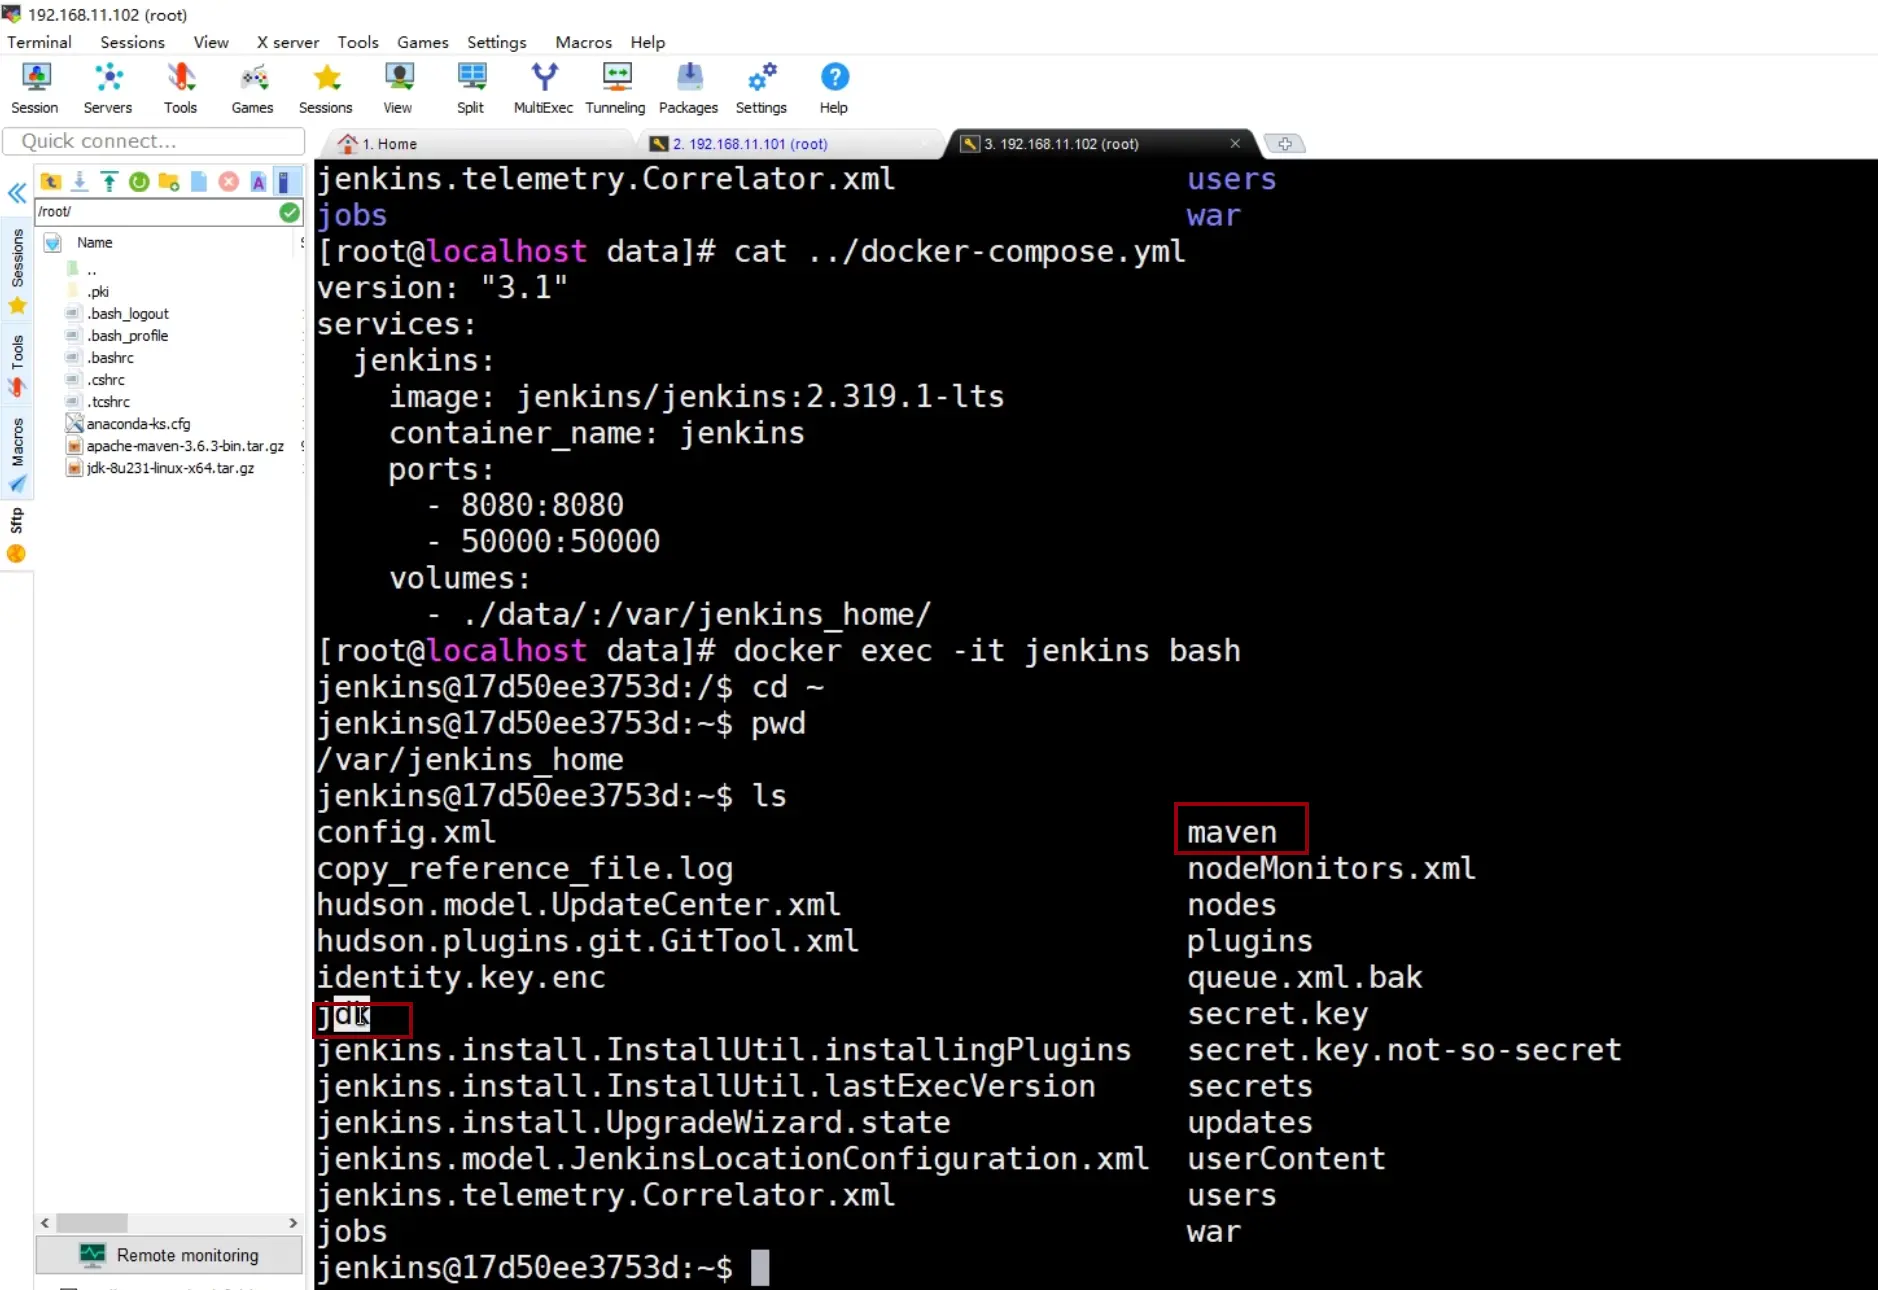 192.168.11.102 (root)
Terminal Sessions View X server Tools Games Settings Macros Help
Session Servers Tools Games Sessions View Split MultiExec Tunneling Packages Settings Help
Quick connect...
1. Home
2. 192.168.11.101 (root)
3. 192.168.11.102 (root)
Sessions
Tools
Macros
Sftp
/root/
Name
..
.pki
.bash_logout
.bash_profile
.bashrc
.cshrc
.tcshrc
anaconda-ks.cfg
apache-maven-3.6.3-bin.tar.gz
jdk-8u231-linux-x64.tar.gz
Remote monitoring
jenkins.telemetry.Correlator.xml users
jobs war
[root@localhost data]# cat ../docker-compose.yml
version: "3.1"
services:
  jenkins:
    image: jenkins/jenkins:2.319.1-lts
    container_name: jenkins
    ports:
      - 8080:8080
      - 50000:50000
    volumes:
      - ./data/:/var/jenkins_home/
[root@localhost data]# docker exec -it jenkins bash
jenkins@17d50ee3753d:/$ cd ~
jenkins@17d50ee3753d:~$ pwd
/var/jenkins_home
jenkins@17d50ee3753d:~$ ls
config.xml maven
copy_reference_file.log nodeMonitors.xml
hudson.model.UpdateCenter.xml nodes
hudson.plugins.git.GitTool.xml plugins
identity.key.enc queue.xml.bak
jdk secret.key
jenkins.install.InstallUtil.installingPlugins secret.key.not-so-secret
jenkins.install.InstallUtil.lastExecVersion secrets
jenkins.install.UpgradeWizard.state updates
jenkins.model.JenkinsLocationConfiguration.xml userContent
jenkins.telemetry.Correlator.xml users
jobs war
jenkins@17d50ee3753d:~$